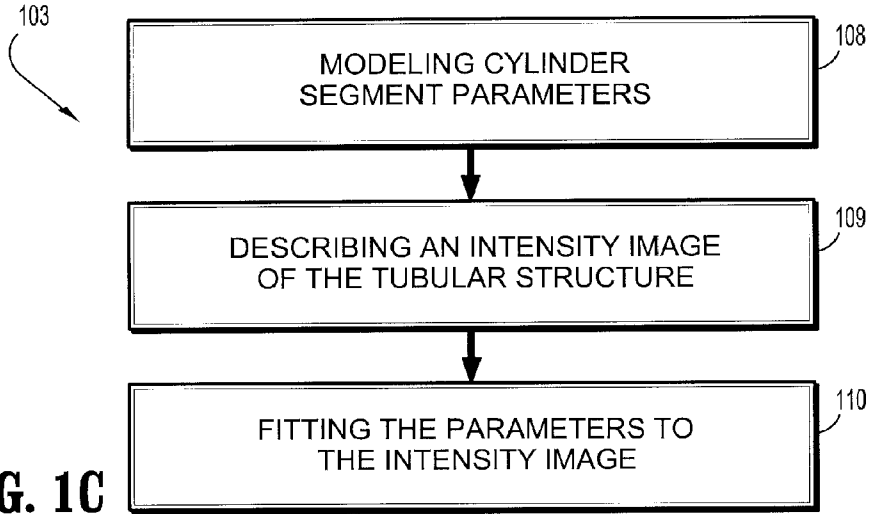 103
108
MODELING CYLINDER
SEGMENT PARAMETERS
109
DESCRIBING AN INTENSITY IMAGE
OF THE TUBULAR STRUCTURE
110
FITTING THE PARAMETERS TO
THE INTENSITY IMAGE
G. 1C